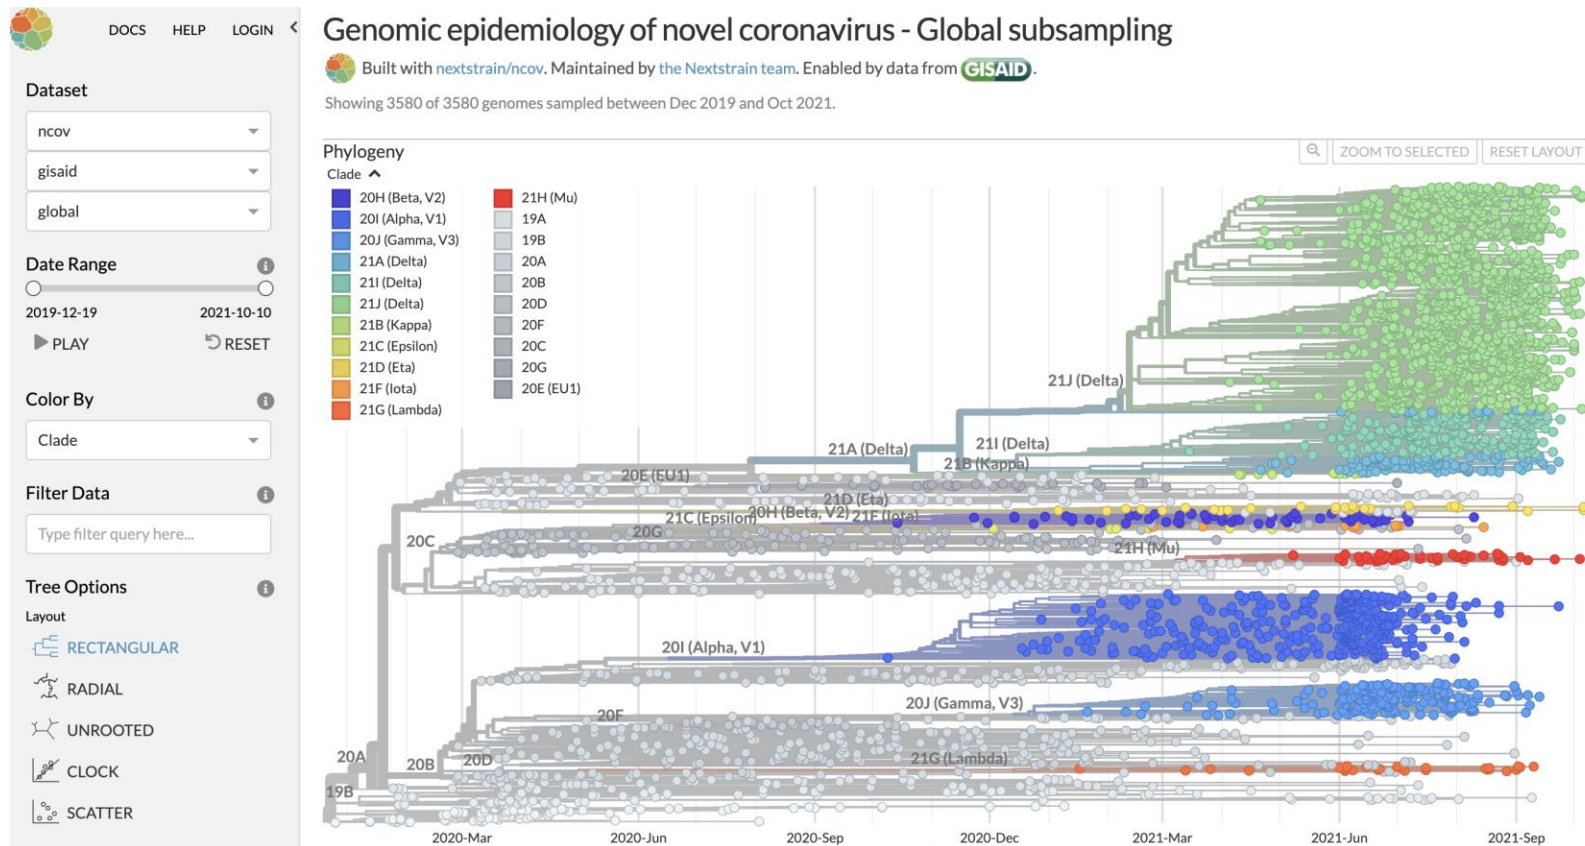 DOCS HELP LOGIN
Dataset
ncov
gisaid
global
Date Range
2019-12-19 2021-10-10
PLAY RESET
Color By
Clade
Filter Data
Type filter query here...
Tree Options
Layout
RECTANGULAR
RADIAL
UNROOTED
CLOCK
SCATTER
Genomic epidemiology of novel coronavirus - Global subsampling
Built with nextstrain/ncov. Maintained by the Nextstrain team. Enabled by data from GISAID.
Showing 3580 of 3580 genomes sampled between Dec 2019 and Oct 2021.
Phylogeny
ZOOM TO SELECTED RESET LAYOUT
Clade
20H (Beta, V2)
20I (Alpha, V1)
20J (Gamma, V3)
21A (Delta)
21I (Delta)
21J (Delta)
21B (Kappa)
21C (Epsilon)
21D (Eta)
21F (Iota)
21G (Lambda)
21H (Mu)
19A
19B
20A
20B
20D
20F
20C
20G
20E (EU1)
21J (Delta)
21A (Delta)
21I (Delta)
21B (Kappa)
20E (EU1)
21D (Eta)
20H (Beta, V2)
21F (Iota)
21C (Epsilon)
20G
20C
21H (Mu)
20I (Alpha, V1)
20J (Gamma, V3)
20F
20A
20B
20D
21G (Lambda)
19B
2020-Mar 2020-Jun 2020-Sep 2020-Dec 2021-Mar 2021-Jun 2021-Sep